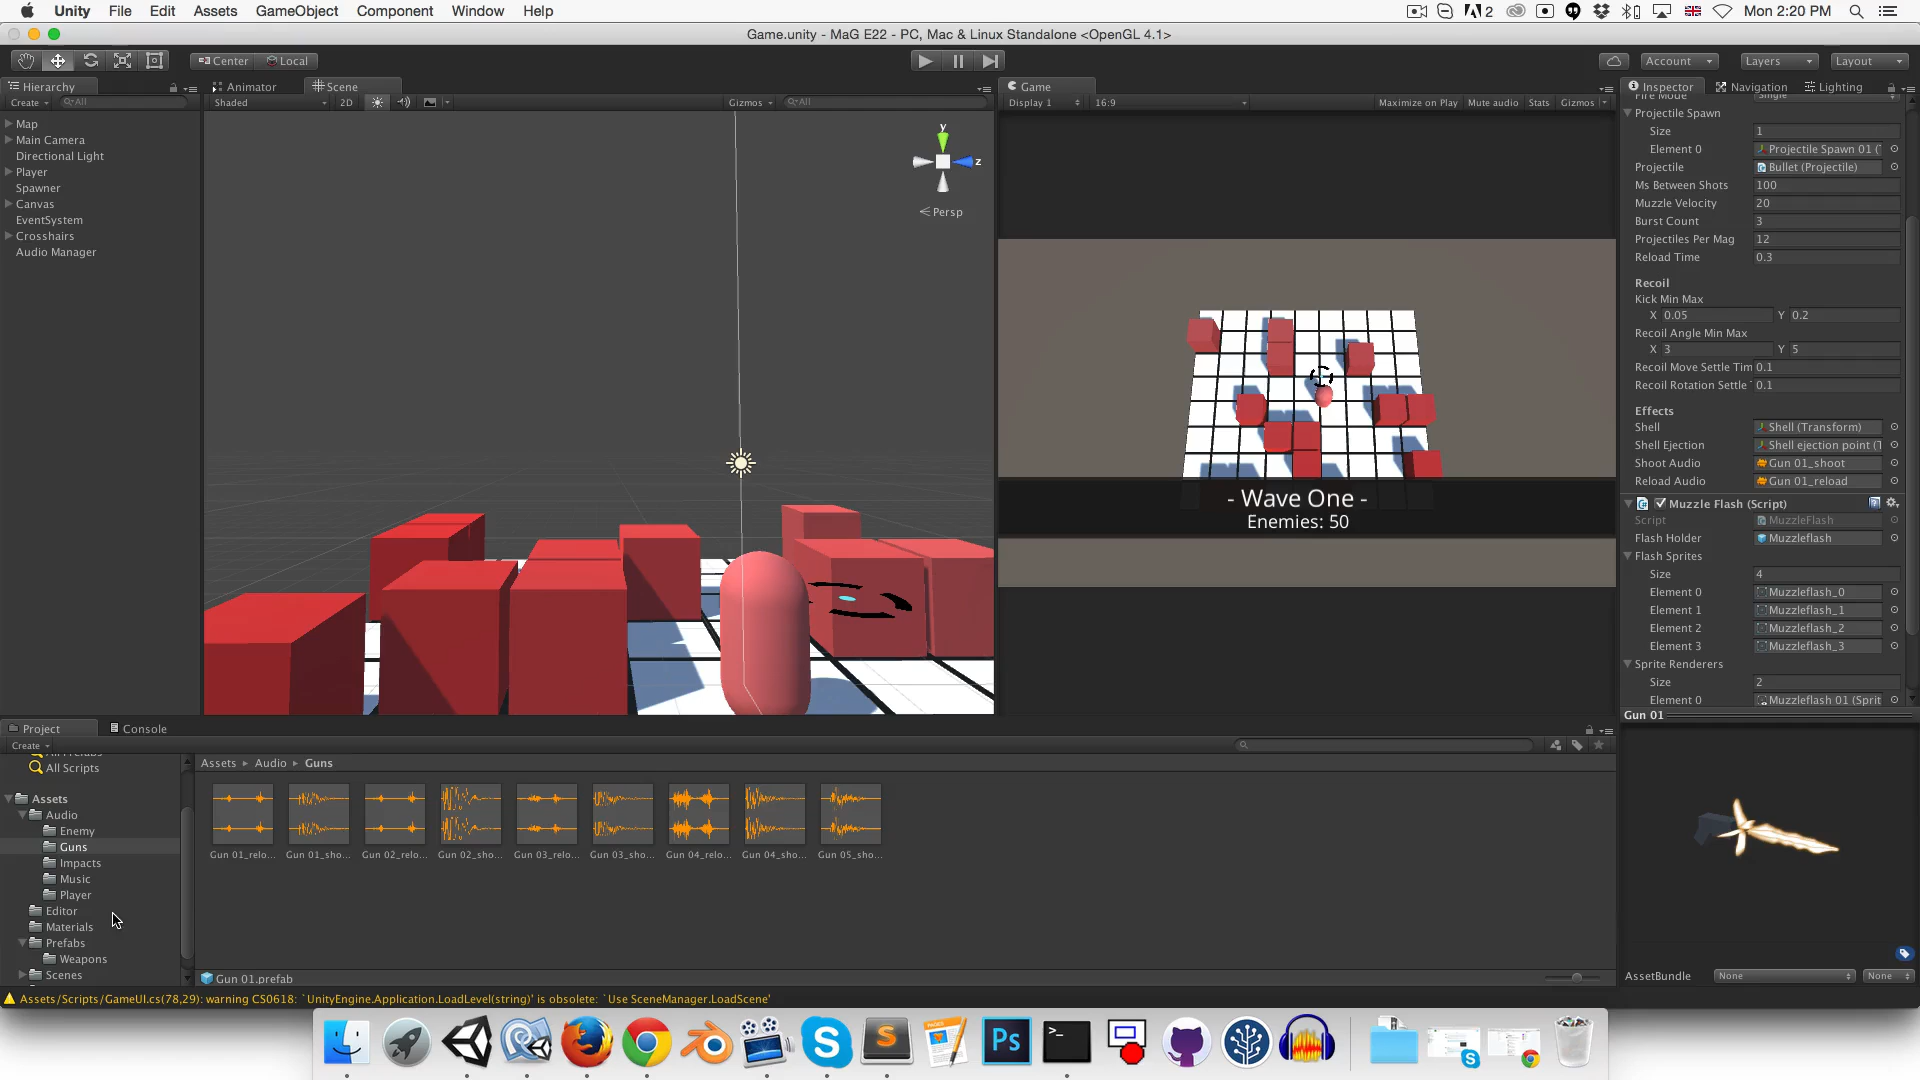 Unity File Edit Assets GameObject Component Window Help
2 Mon 2:20 PM
Game.unity - MaG E22 - PC, Mac & Linux Standalone <OpenGL 4.1>
Center Local
Account Layers Layout
Hierarchy
Create All
Map
Main Camera
Directional Light
Player
Spawner
Canvas
EventSystem
Crosshairs
Audio Manager
Animator Scene
Shaded 2D Gizmos All
y
z
Persp
Game
Display 1 16:9 Maximize on Play Mute audio Stats Gizmos
- Wave One -
Enemies: 50
Inspector Navigation Lighting
Fire Mode Single
Projectile Spawn
Size 1
Element 0 Projectile Spawn 01 (
Projectile Bullet (Projectile)
Ms Between Shots 100
Muzzle Velocity 20
Burst Count 3
Projectiles Per Mag 12
Reload Time 0.3
Recoil
Kick Min Max
X 0.05 Y 0.2
Recoil Angle Min Max
X 3 Y 5
Recoil Move Settle Tim 0.1
Recoil Rotation Settle 0.1
Effects
Shell Shell (Transform)
Shell Ejection Shell ejection point (
Shoot Audio Gun 01_shoot
Reload Audio Gun 01_reload
Muzzle Flash (Script)
Script MuzzleFlash
Flash Holder Muzzleflash
Flash Sprites
Size 4
Element 0 Muzzleflash_0
Element 1 Muzzleflash_1
Element 2 Muzzleflash_2
Element 3 Muzzleflash_3
Sprite Renderers
Size 2
Element 0 Muzzleflash 01 (Sprit
Gun 01
AssetBundle None None
Project Console
Create
All Prefabs
All Scripts
Assets
Audio
Enemy
Guns
Impacts
Music
Player
Editor
Materials
Prefabs
Weapons
Scenes
Assets ▸ Audio ▸ Guns
Gun 01_relo... Gun 01_sho... Gun 02_relo... Gun 02_sho... Gun 03_relo... Gun 03_sho... Gun 04_relo... Gun 04_sho... Gun 05_sho...
Gun 01.prefab
Assets/Scripts/GameUI.cs(78,29): warning CS0618: `UnityEngine.Application.LoadLevel(string)' is obsolete: `Use SceneManager.LoadScene'
PAGES
Ps